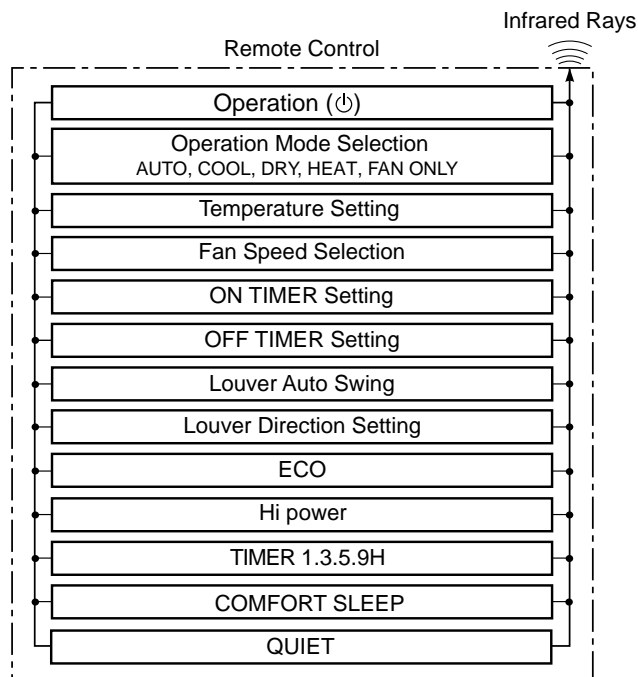 Infrared Rays
Remote Control
Operation (⏻)
Operation Mode Selection
AUTO, COOL, DRY, HEAT, FAN ONLY
Temperature Setting
Fan Speed Selection
ON TIMER Setting
OFF TIMER Setting
Louver Auto Swing
Louver Direction Setting
ECO
Hi power
TIMER 1.3.5.9H
COMFORT SLEEP
QUIET